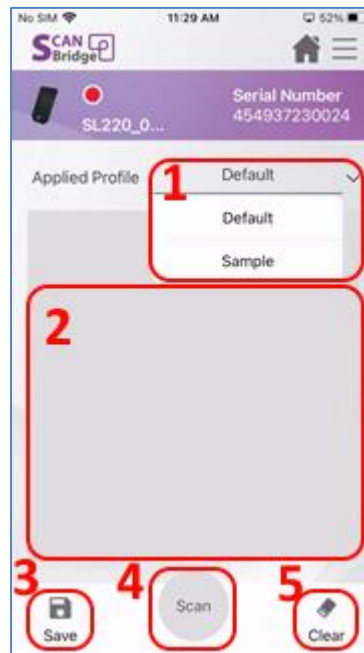 No SIM 11:29 AM 52%
SCAN
Bridge
Serial Number
SL220_0... 454937230024
Applied Profile 1 Default
Default
Sample
2
3 4 5
Save Scan Clear